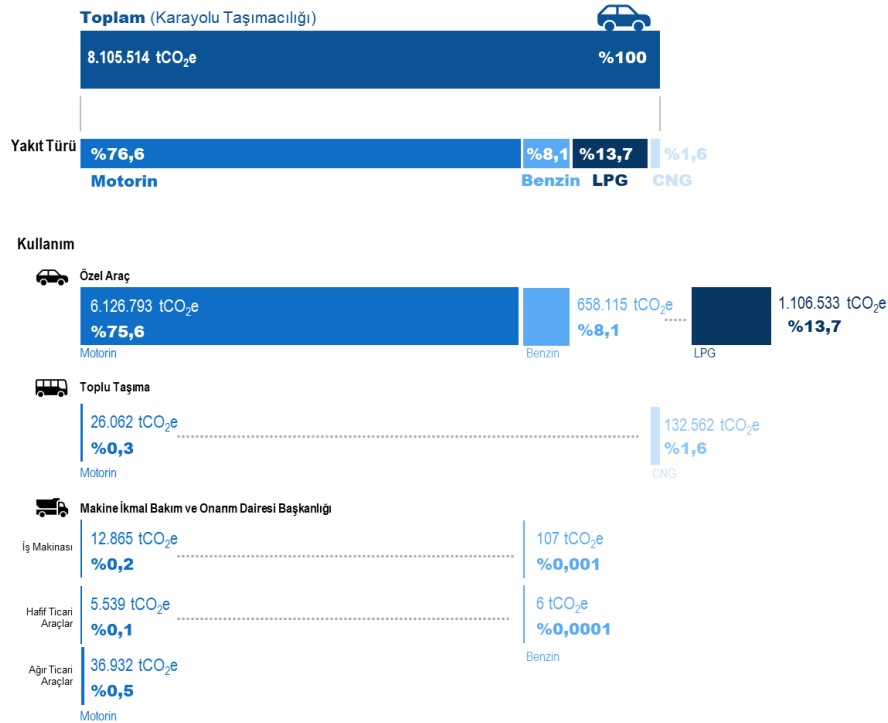 Toplam (Karayolu Taşımacılığı)
8.105.514 tCO₂e %100
Yakıt Türü %76,6 %8,1 %13,7 %1,6
Motorin Benzin LPG CNG
Kullanım
Özel Araç
6.126.793 tCO₂e 658.115 tCO₂e 1.106.533 tCO₂e
%75,6 %8,1 %13,7
Motorin Benzin LPG
Toplu Taşıma
26.062 tCO₂e 132.562 tCO₂e
%0,3 %1,6
Motorin CNG
Makine İkmal Bakım ve Onarım Dairesi Başkanlığı
İş Makinası
12.865 tCO₂e 107 tCO₂e
%0,2 %0,001
Hafif Ticari
Araçlar
5.539 tCO₂e 6 tCO₂e
%0,1 %0,0001
Benzin
Ağır Ticari
Araçlar
36.932 tCO₂e
%0,5
Motorin